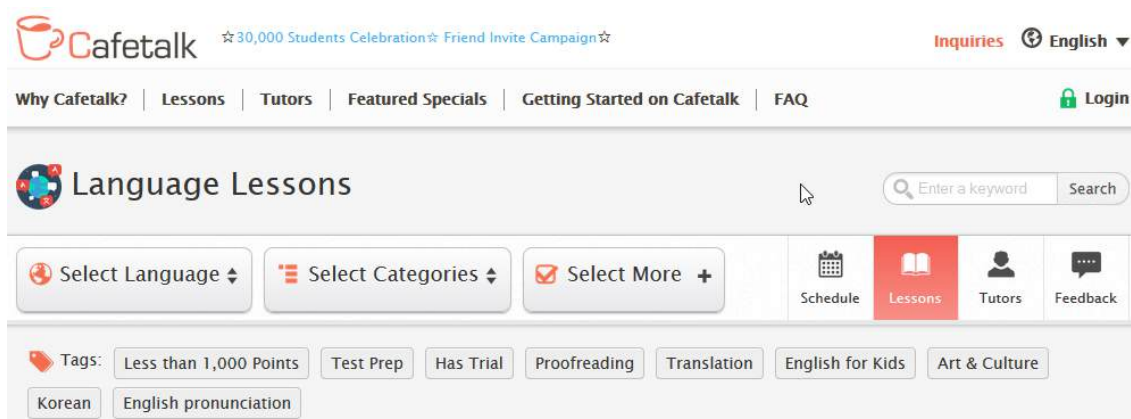 Cafetalk ☆30,000 Students Celebration☆ Friend Invite Campaign☆ Inquiries English ▼
Why Cafetalk? | Lessons | Tutors | Featured Specials | Getting Started on Cafetalk | FAQ Login
Language Lessons Enter a keyword Search
Select Language Select Categories Select More + Schedule Lessons Tutors Feedback
Tags: Less than 1,000 Points Test Prep Has Trial Proofreading Translation English for Kids Art & Culture
Korean English pronunciation